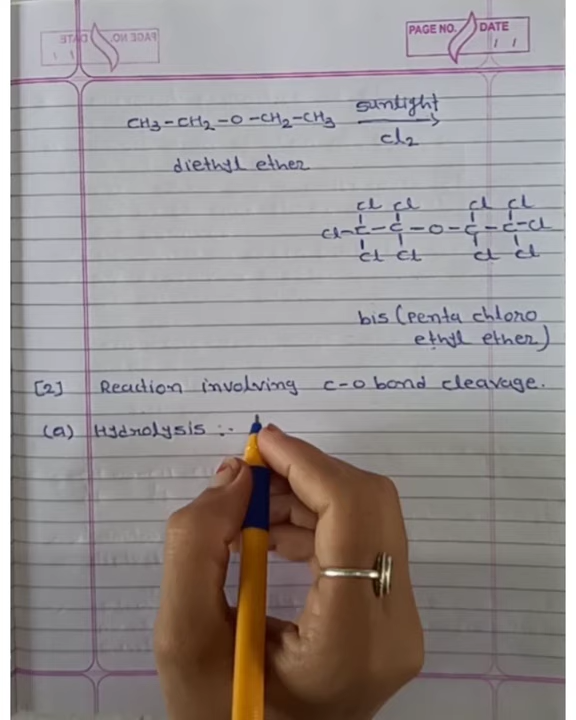 PAGE NO. DATE
/ /
CH3-CH2-O-CH2-CH3 sunlight
Cl2
diethyl ether
Cl Cl Cl Cl
Cl-C-C-O-C-C-Cl
Cl Cl Cl Cl
bis (penta chloro
ethyl ether)
[2] Reaction involving C-O bond cleavage.
(a) Hydrolysis :-